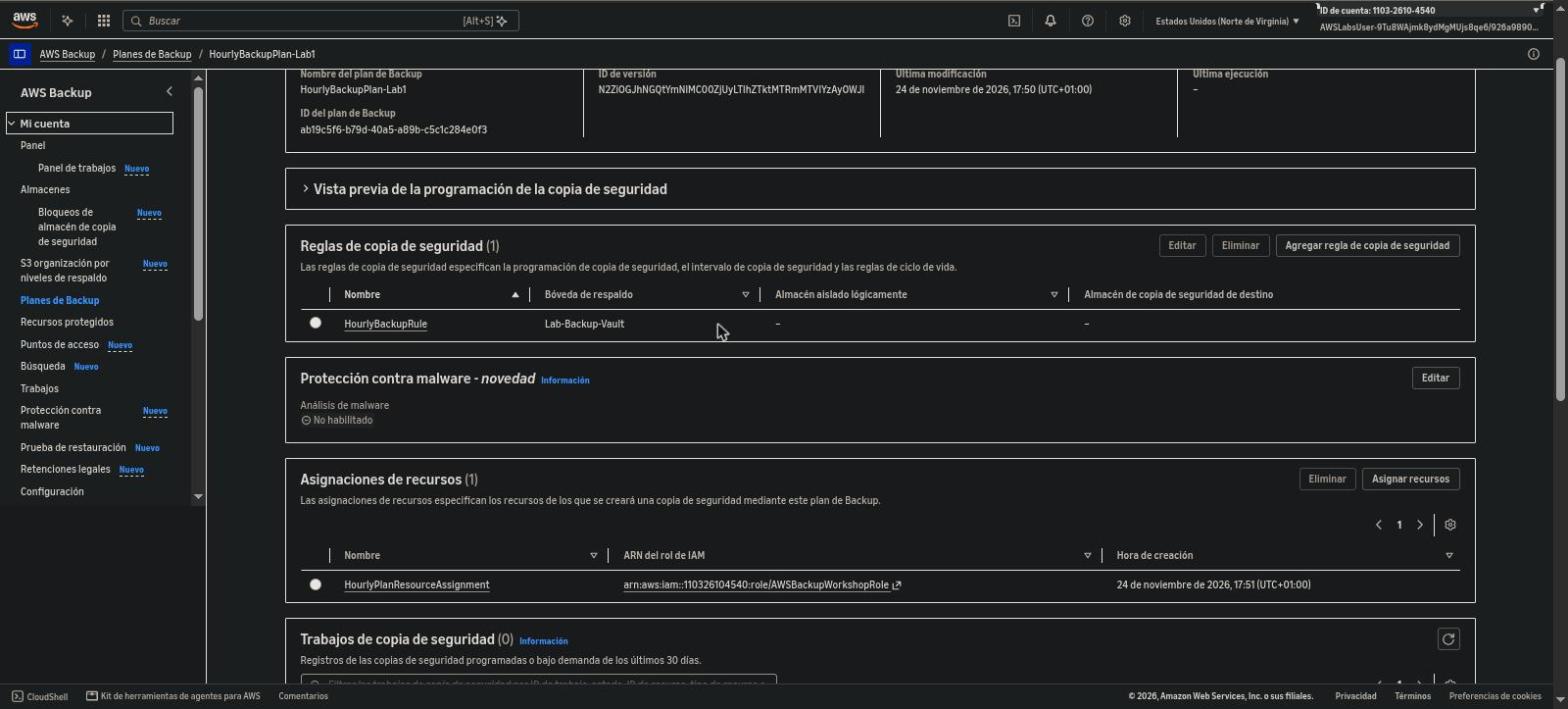 aws
Buscar
[Alt+S]
Estados Unidos (Norte de Virginia)
ID de cuenta: 1103-2610-4540
AWSLabsUser-9Tu8WAjmk8ydMgMUjs8qe6/926a9890...
AWS Backup / Planes de Backup / HourlyBackupPlan-Lab1
AWS Backup
Mi cuenta
Panel
Panel de trabajos Nuevo
Almacenes
Bloqueos de Nuevo
almacén de copia
de seguridad
S3 organización por Nuevo
niveles de respaldo
Planes de Backup
Recursos protegidos
Puntos de acceso Nuevo
Búsqueda Nuevo
Trabajos
Protección contra Nuevo
malware
Prueba de restauración Nuevo
Retenciones legales Nuevo
Configuración
Nombre del plan de Backup
HourlyBackupPlan-Lab1
ID del plan de Backup
ab19c5f6-b79d-40a5-a89b-c5c1c284e0f3
ID de versión
Última modificación
24 de noviembre de 2026, 17:50 (UTC+01:00)
Última ejecución
–
Vista previa de la programación de la copia de seguridad
Reglas de copia de seguridad (1)
Editar
Eliminar
Agregar regla de copia de seguridad
Las reglas de copia de seguridad especifican la programación de copia de seguridad, el intervalo de copia de seguridad y las reglas de ciclo de vida.
Nombre Bóveda de respaldo Almacén aislado lógicamente Almacén de copia de seguridad de destino
HourlyBackupRule Lab-Backup-Vault – –
Protección contra malware - novedad Información
Editar
Análisis de malware
No habilitado
Asignaciones de recursos (1)
Eliminar
Asignar recursos
Las asignaciones de recursos especifican los recursos de los que se creará una copia de seguridad mediante este plan de Backup.
1
Nombre ARN del rol de IAM Hora de creación
HourlyPlanResourceAssignment arn:aws:iam::110326104540:role/AWSBackupWorkshopRole 24 de noviembre de 2026, 17:51 (UTC+01:00)
Trabajos de copia de seguridad (0) Información
Registros de las copias de seguridad programadas o bajo demanda de los últimos 30 días.
CloudShell Kit de herramientas de agentes para AWS Comentarios
© 2026, Amazon Web Services, Inc. o sus filiales. Privacidad Términos Preferencias de cookies